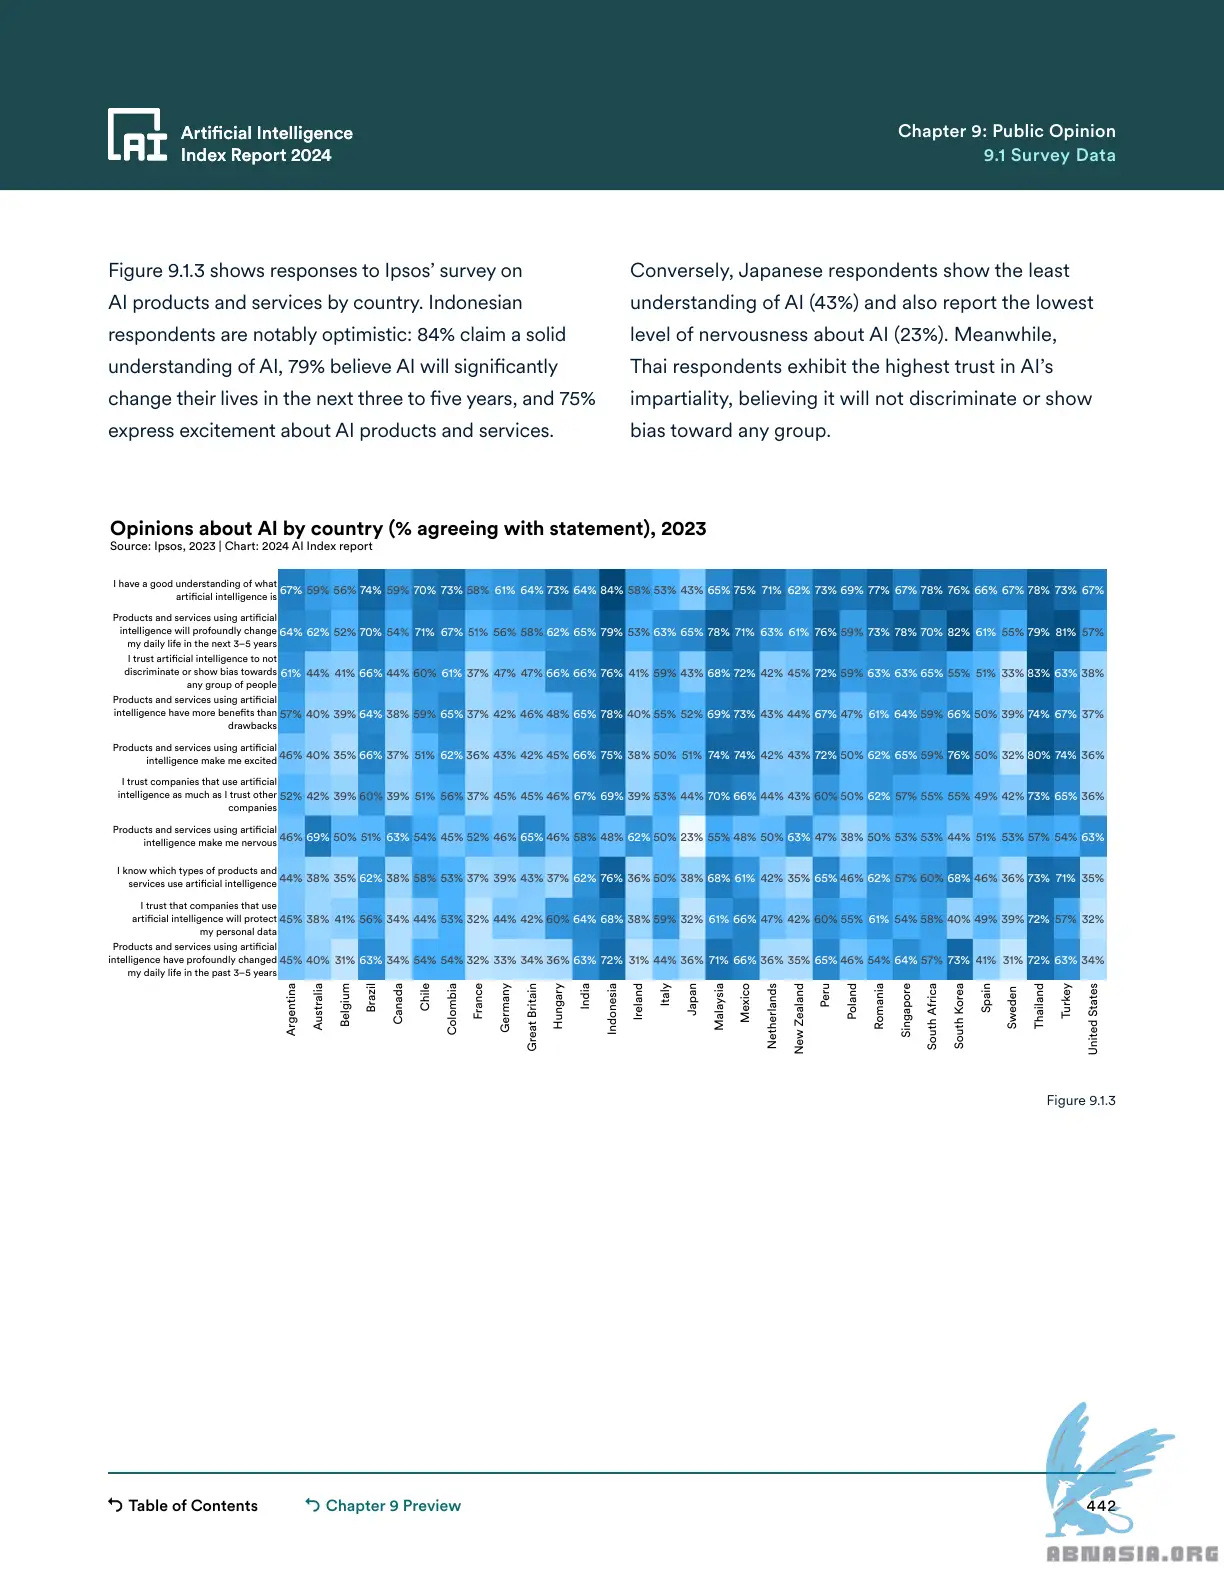 Artificial Intelligence
Index Report 2024
Chapter 9: Public Opinion
9.1 Survey Data
Figure 9.1.3 shows responses to Ipsos’ survey on
AI products and services by country. Indonesian
respondents are notably optimistic: 84% claim a solid
understanding of AI, 79% believe AI will significantly
change their lives in the next three to five years, and 75%
express excitement about AI products and services.
Conversely, Japanese respondents show the least
understanding of AI (43%) and also report the lowest
level of nervousness about AI (23%). Meanwhile,
Thai respondents exhibit the highest trust in AI’s
impartiality, believing it will not discriminate or show
bias toward any group.
Opinions about AI by country (% agreeing with statement), 2023
Source: Ipsos, 2023 | Chart: 2024 AI Index report
I have a good understanding of what
artificial intelligence is
67% 59% 56% 74% 59% 70% 73% 58% 61% 64% 73% 64% 84% 58% 53% 43% 65% 75% 71% 62% 73% 69% 77% 67% 78% 76% 66% 67% 78% 73% 67%
Products and services using artificial
intelligence will profoundly change
my daily life in the next 3–5 years
64% 62% 52% 70% 54% 71% 67% 51% 56% 58% 62% 65% 79% 53% 63% 65% 78% 71% 63% 61% 76% 59% 73% 78% 70% 82% 61% 55% 79% 81% 57%
I trust artificial intelligence to not
discriminate or show bias towards
any group of people
61% 44% 41% 66% 44% 60% 61% 37% 47% 47% 66% 66% 76% 41% 59% 43% 68% 72% 42% 45% 72% 59% 63% 63% 65% 55% 51% 33% 83% 63% 38%
Products and services using artificial
intelligence have more benefits than
drawbacks
57% 40% 39% 64% 38% 59% 65% 37% 42% 46% 48% 65% 78% 40% 55% 52% 69% 73% 43% 44% 67% 47% 61% 64% 59% 66% 50% 39% 74% 67% 37%
Products and services using artificial
intelligence make me excited
46% 40% 35% 66% 37% 51% 62% 36% 43% 42% 45% 66% 75% 38% 50% 51% 74% 74% 42% 43% 72% 50% 62% 65% 59% 76% 50% 32% 80% 74% 36%
I trust companies that use artificial
intelligence as much as I trust other
companies
52% 42% 39% 60% 39% 51% 56% 37% 45% 45% 46% 67% 69% 39% 53% 44% 70% 66% 44% 43% 60% 50% 62% 57% 55% 55% 49% 42% 73% 65% 36%
Products and services using artificial
intelligence make me nervous
46% 69% 50% 51% 63% 54% 45% 52% 46% 65% 46% 58% 48% 62% 50% 23% 55% 48% 50% 63% 47% 38% 50% 53% 53% 44% 51% 53% 57% 54% 63%
I know which types of products and
services use artificial intelligence
44% 38% 35% 62% 38% 58% 53% 37% 39% 43% 37% 62% 76% 36% 50% 38% 68% 61% 42% 35% 65% 46% 62% 57% 60% 68% 46% 36% 73% 71% 35%
I trust that companies that use
artificial intelligence will protect
my personal data
45% 38% 41% 56% 34% 44% 53% 32% 44% 42% 60% 64% 68% 38% 59% 32% 61% 66% 47% 42% 60% 55% 61% 54% 58% 40% 49% 39% 72% 57% 32%
Products and services using artificial
intelligence have profoundly changed
my daily life in the past 3–5 years
45% 40% 31% 63% 34% 54% 54% 32% 33% 34% 36% 63% 72% 31% 44% 36% 71% 66% 36% 35% 65% 46% 54% 64% 57% 73% 41% 31% 72% 63% 34%
Argentina
Australia
Belgium
Brazil
Canada
Chile
Colombia
France
Germany
Great Britain
Hungary
India
Indonesia
Ireland
Italy
Japan
Malaysia
Mexico
Netherlands
New Zealand
Peru
Poland
Romania
Singapore
South Africa
South Korea
Spain
Sweden
Thailand
Turkey
United States
Figure 9.1.3
Table of Contents
Chapter 9 Preview
442
ABNASIA.ORG